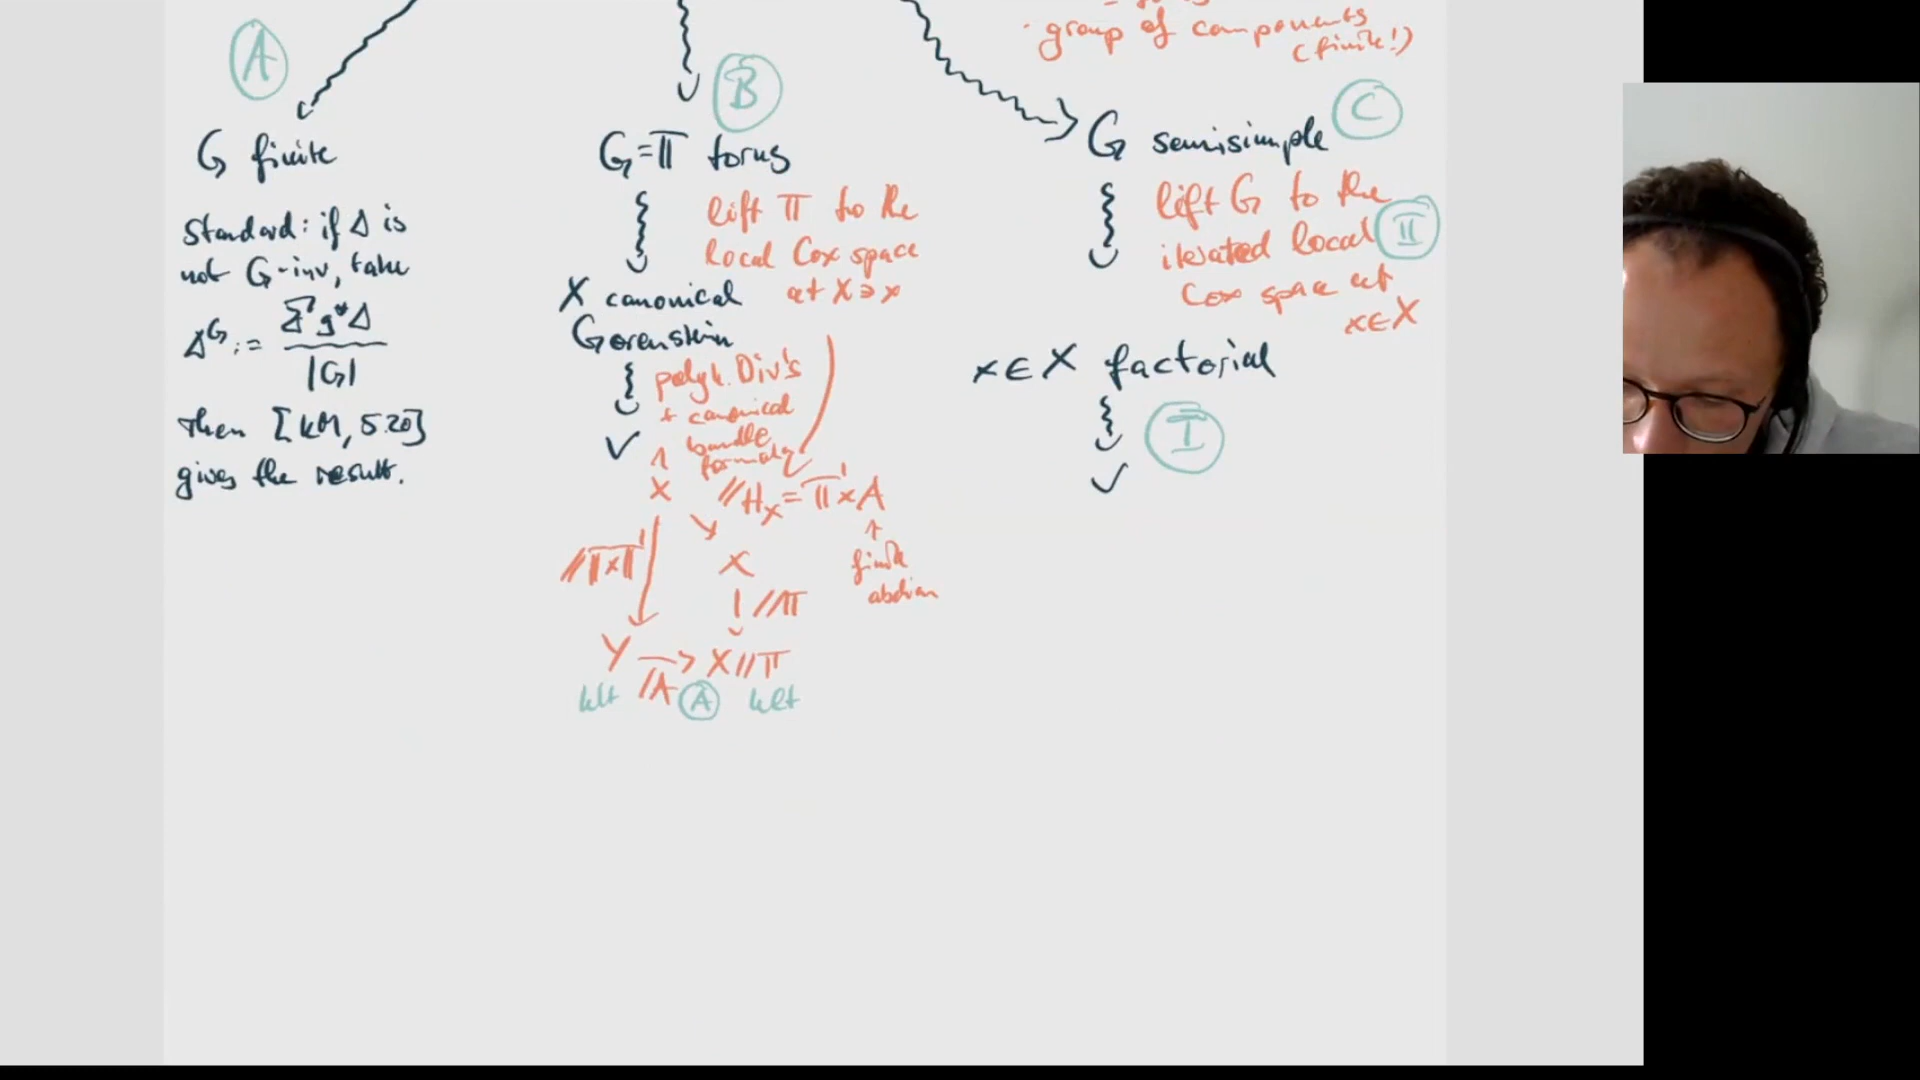 group of components
(finite!)
A
G finite
Standard: if Δ is
not G-inv, take
Δ^G := Σ g*Δ / |G|
then [KM, 5.20]
gives the result.
B
G = 𝕋 torus
lift 𝕋 to the
local Cox space
at X ∋ x
X canonical
Gorenstein
polyh. Div's
+ canonical
bundle
formula
✓
X //H_X = 𝕋' × A
finite
abelian
//𝕋×𝕋'
X
//𝕋
Y → X//𝕋
/A
klt A klt
C
G semisimple
lift G to the
iterated local II
Cox space at
x ∈ X
x ∈ X factorial
I
✓